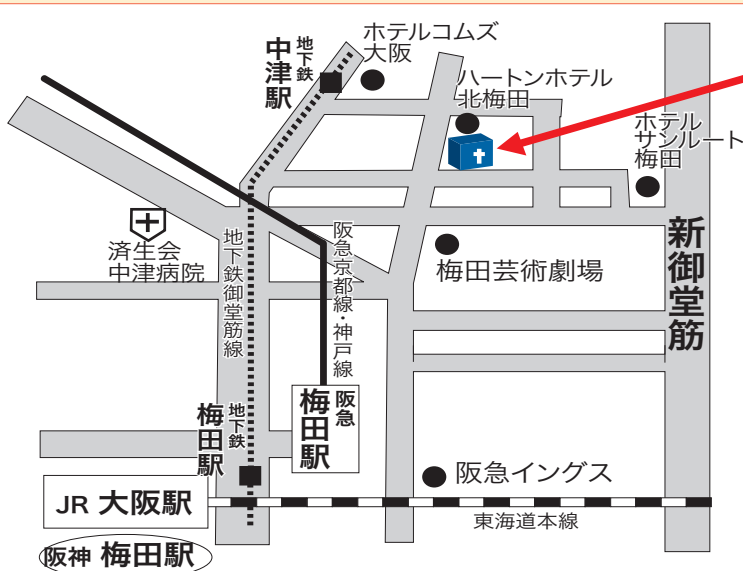 ホテルコムズ
大阪
地下鉄
中津駅
ハートンホテル
北梅田
ホテル
サンルート
梅田
済生会
中津病院
地下鉄御堂筋線
阪急京都線・神戸線
梅田芸術劇場
新御堂筋
地下鉄
梅田駅
阪急
梅田駅
阪急イングス
JR 大阪駅
東海道本線
阪神 梅田駅